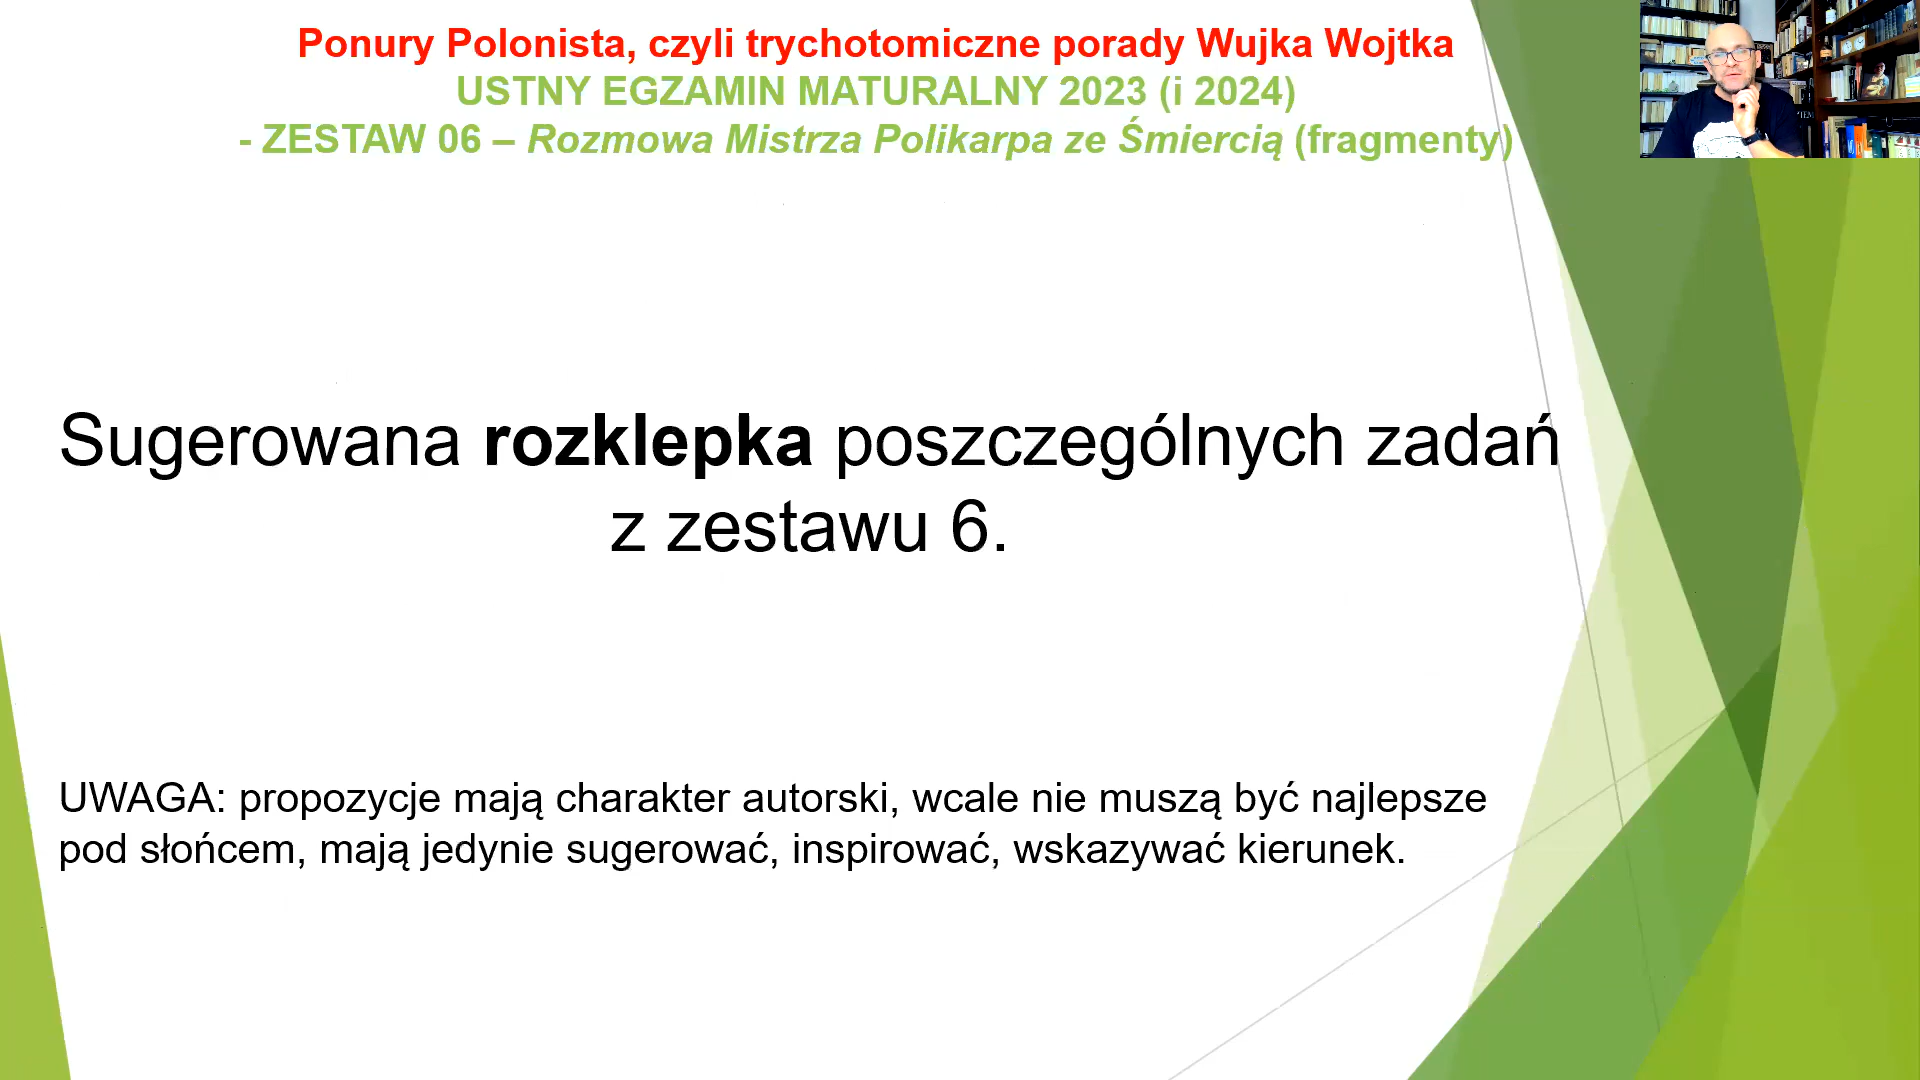 Ponury Polonista, czyli trychotomiczne porady Wujka Wojtka
USTNY EGZAMIN MATURALNY 2023 (i 2024)
- ZESTAW 06 – Rozmowa Mistrza Polikarpa ze Śmiercią (fragmenty)
Sugerowana rozklepka poszczególnych zadań
z zestawu 6.
UWAGA: propozycje mają charakter autorski, wcale nie muszą być najlepsze
pod słońcem, mają jedynie sugerować, inspirować, wskazywać kierunek.